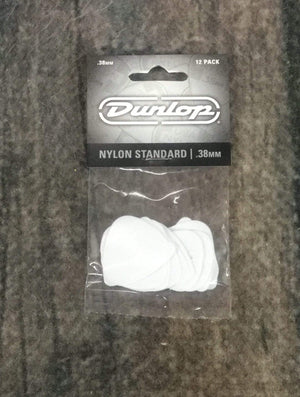 .38MM 12 PACK
Dunlop
NYLON STANDARD | .38MM